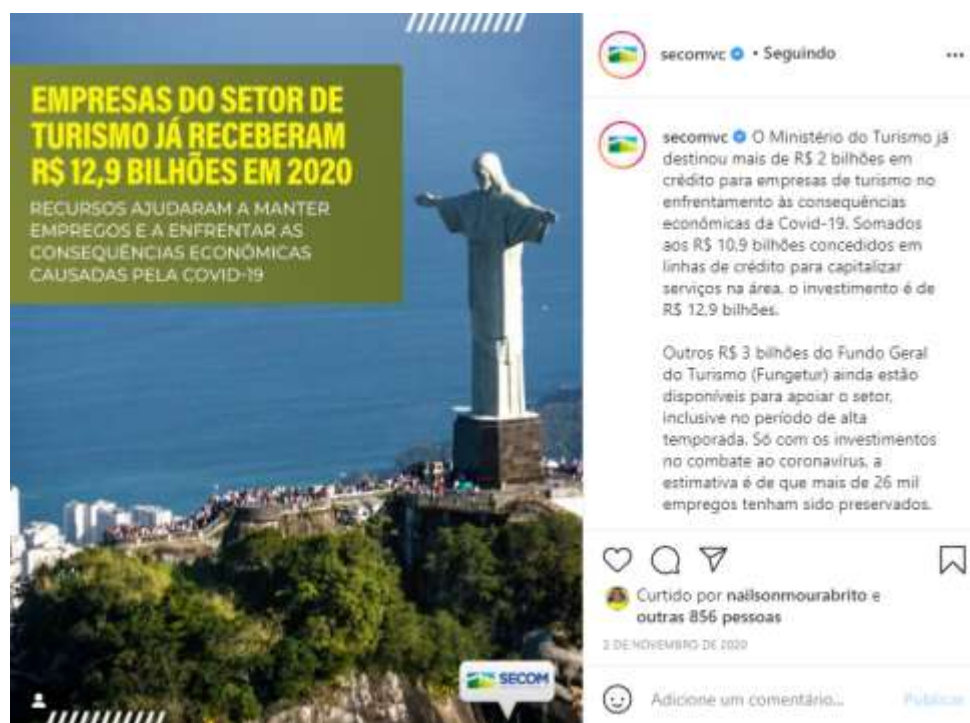 EMPRESAS DO SETOR DE
TURISMO JÁ RECEBERAM
R$ 12,9 BILHÕES EM 2020
RECURSOS AJUDARAM A MANTER
EMPREGOS E A ENFRENTAR AS
CONSEQUÊNCIAS ECONÔMICAS
CAUSADAS PELA COVID-19
SECOM
secomvc • Seguindo
secomvc O Ministério do Turismo já
destinou mais de R$ 2 bilhões em
crédito para empresas de turismo no
enfrentamento às consequências
econômicas da Covid-19. Somados
aos R$ 10,9 bilhões concedidos em
linhas de crédito para capitalizar
serviços na área, o investimento é de
R$ 12,9 bilhões.
Outros R$ 3 bilhões do Fundo Geral
do Turismo (Fungetur) ainda estão
disponíveis para apoiar o setor,
inclusive no período de alta
temporada. Só com os investimentos
no combate ao coronavírus, a
estimativa é de que mais de 26 mil
empregos tenham sido preservados.
Curtido por nailsonmourabrito e
outras 856 pessoas
DE NOVEMBRO DE 2020
Adicione um comentário...
Publicar